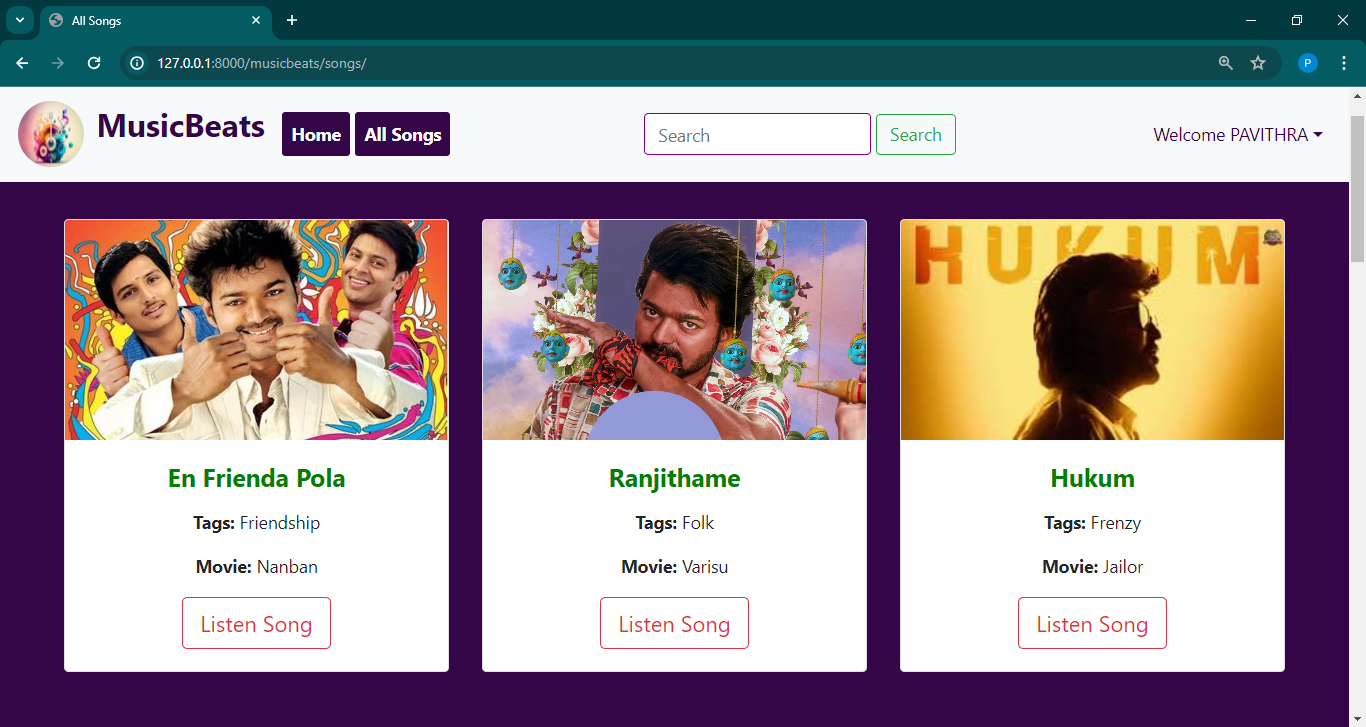 All Songs
127.0.0.1:8000/musicbeats/songs/
P
MusicBeats Home All Songs Search Search Welcome PAVITHRA
HUKUM
En Frienda Pola
Tags: Friendship
Movie: Nanban
Listen Song
Ranjithame
Tags: Folk
Movie: Varisu
Listen Song
Hukum
Tags: Frenzy
Movie: Jailor
Listen Song